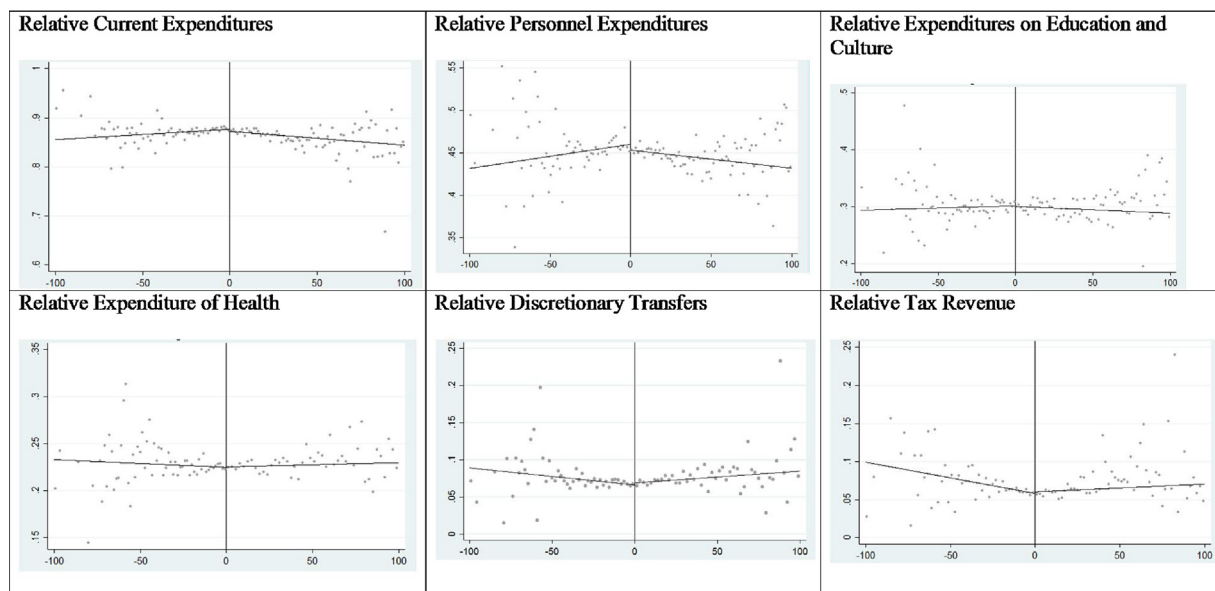 Relative Current Expenditures
1
.9
.8
.7
.6
-100 -50 0 50 100
Relative Personnel Expenditures
.55
.5
.45
.4
.35
-100 -50 0 50 100
Relative Expenditures on Education and
Culture
.5
.4
.3
.2
-100 -50 0 50 100
Relative Expenditure of Health
.35
.3
.25
.2
.15
-100 -50 0 50 100
Relative Discretionary Transfers
.25
.2
.15
.1
.05
0
-100 -50 0 50 100
Relative Tax Revenue
.25
.2
.15
.1
.05
0
-100 -50 0 50 100